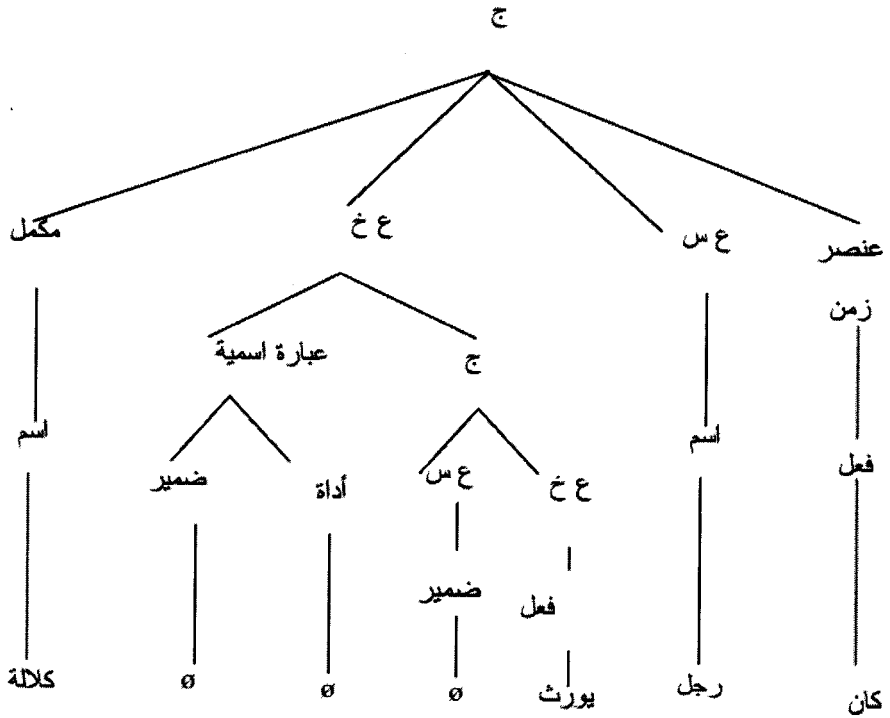 ج
عنصر ع س ع خ مكمل
زمن
ج عبارة اسمية
فعل اسم ع خ ع س أداة ضمير اسم
فعل ضمير
كان رجل يورث ø ø ø كلالة